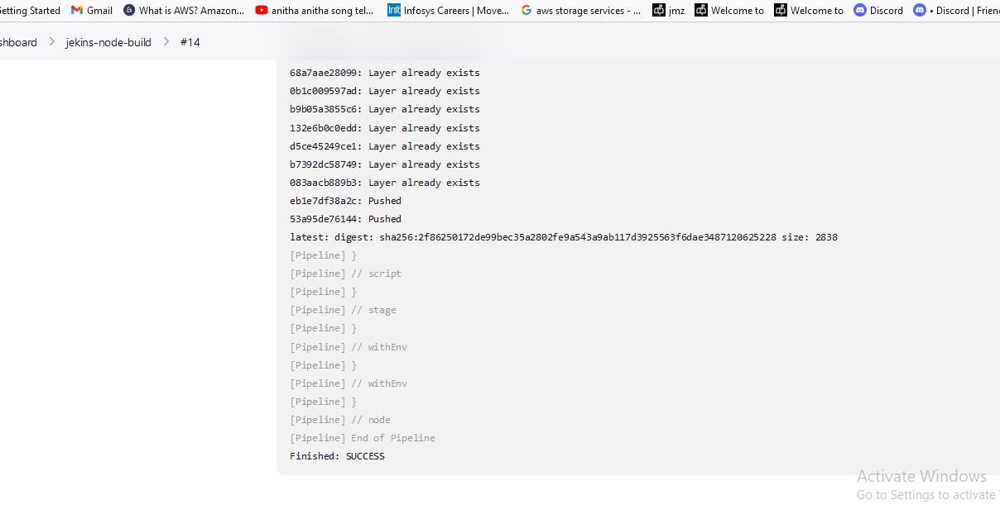 Getting Started Gmail What is AWS? Amazon... anitha anitha song tel... Infosys Careers | Move... aws storage services - ... jmz Welcome to Welcome to Discord • Discord | Frien
shboard > jekins-node-build > #14
68a7aae28099: Layer already exists
0b1c009597ad: Layer already exists
b9b05a3855c6: Layer already exists
132e6b0c0edd: Layer already exists
d5ce45249ce1: Layer already exists
b7392dc58749: Layer already exists
083aacb889b3: Layer already exists
eb1e7df38a2c: Pushed
53a95de76144: Pushed
latest: digest: sha256:2f86250172de99bec35a2802fe9a543a9ab117d3925563f6dae3487120625228 size: 2838
[Pipeline] }
[Pipeline] // script
[Pipeline] }
[Pipeline] // stage
[Pipeline] }
[Pipeline] // withEnv
[Pipeline] }
[Pipeline] // withEnv
[Pipeline] }
[Pipeline] // node
[Pipeline] End of Pipeline
Finished: SUCCESS
Activate Windows
Go to Settings to activate